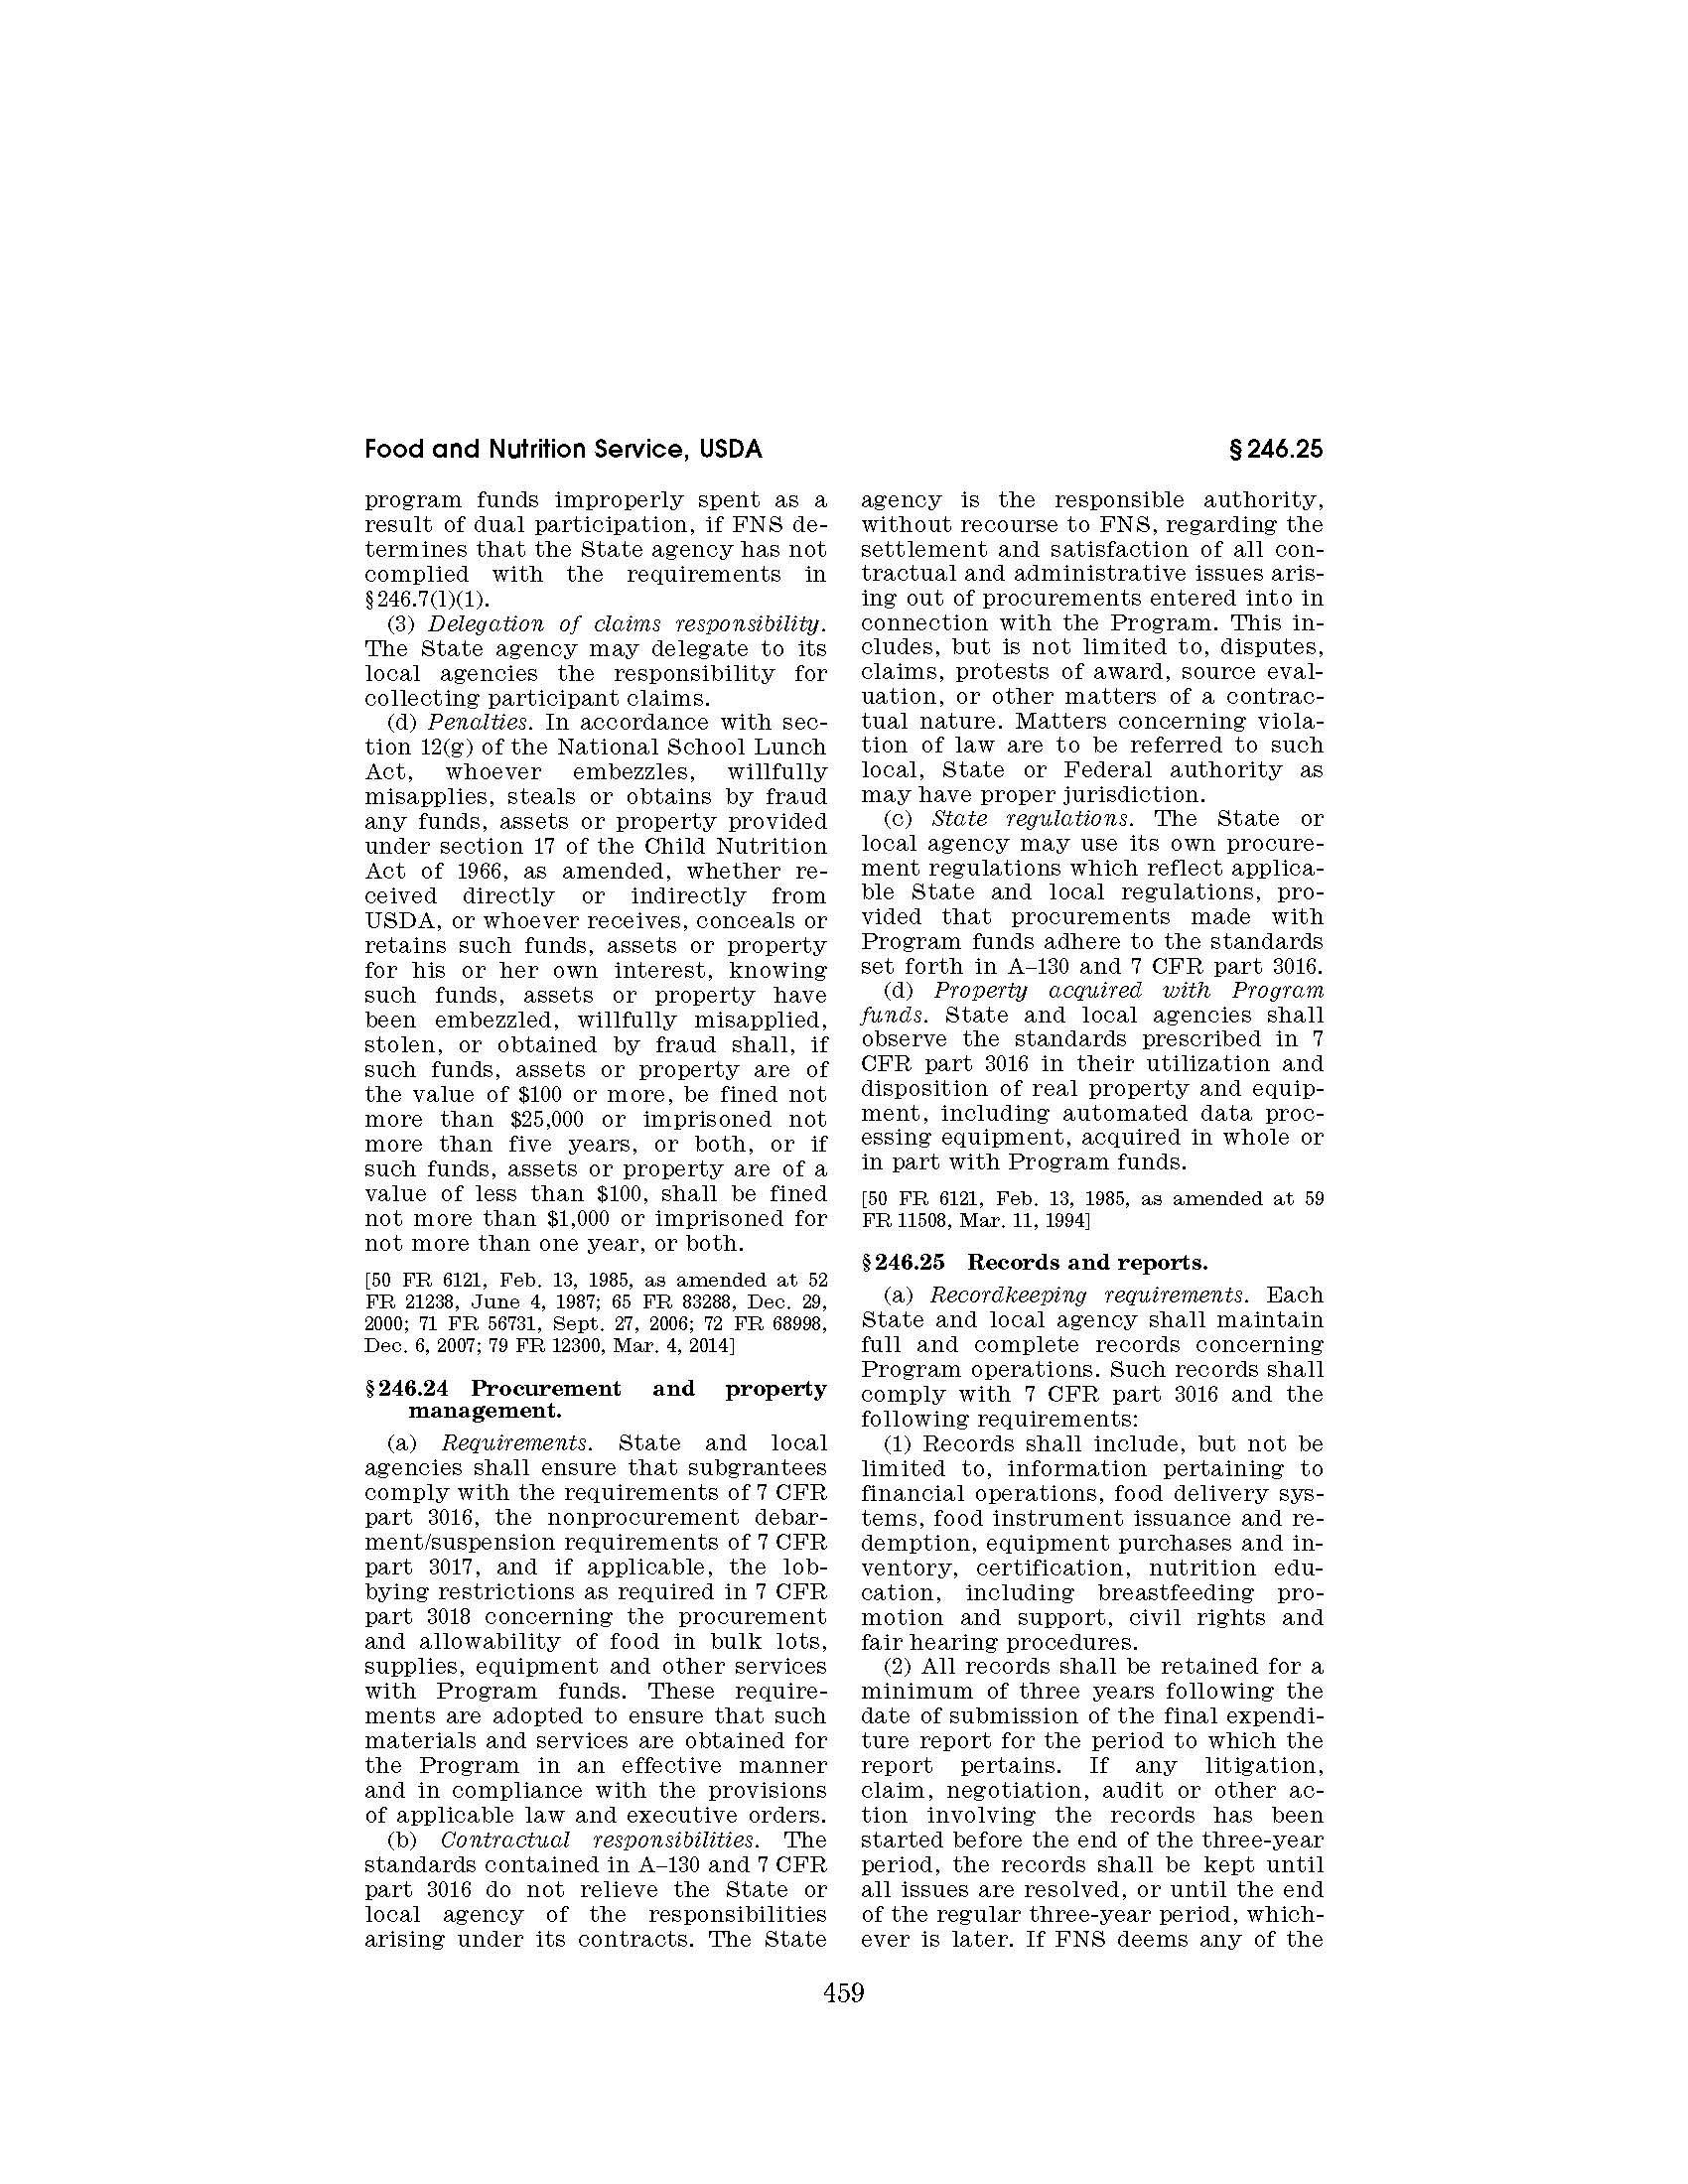 Food and Nutrition Service, USDA
§ 246.25
program funds improperly spent as a
result of dual participation, if FNS de-
termines that the State agency has not
complied with the requirements in
§ 246.7(l)(1).
(3) Delegation of claims responsibility.
The State agency may delegate to its
local agencies the responsibility for
collecting participant claims.
(d) Penalties. In accordance with sec-
tion 12(g) of the National School Lunch
Act, whoever embezzles, willfully
misapplies, steals or obtains by fraud
any funds, assets or property provided
under section 17 of the Child Nutrition
Act of 1966, as amended, whether re-
ceived directly or indirectly from
USDA, or whoever receives, conceals or
retains such funds, assets or property
for his or her own interest, knowing
such funds, assets or property have
been embezzled, willfully misapplied,
stolen, or obtained by fraud shall, if
such funds, assets or property are of
the value of $100 or more, be fined not
more than $25,000 or imprisoned not
more than five years, or both, or if
such funds, assets or property are of a
value of less than $100, shall be fined
not more than $1,000 or imprisoned for
not more than one year, or both.
[50 FR 6121, Feb. 13, 1985, as amended at 52
FR 21238, June 4, 1987; 65 FR 83288, Dec. 29,
2000; 71 FR 56731, Sept. 27, 2006; 72 FR 68998,
Dec. 6, 2007; 79 FR 12300, Mar. 4, 2014]
§ 246.24 Procurement and property
management.
(a) Requirements. State and local
agencies shall ensure that subgrantees
comply with the requirements of 7 CFR
part 3016, the nonprocurement debar-
ment/suspension requirements of 7 CFR
part 3017, and if applicable, the lob-
bying restrictions as required in 7 CFR
part 3018 concerning the procurement
and allowability of food in bulk lots,
supplies, equipment and other services
with Program funds. These require-
ments are adopted to ensure that such
materials and services are obtained for
the Program in an effective manner
and in compliance with the provisions
of applicable law and executive orders.
(b) Contractual responsibilities. The
standards contained in A–130 and 7 CFR
part 3016 do not relieve the State or
local agency of the responsibilities
arising under its contracts. The State
agency is the responsible authority,
without recourse to FNS, regarding the
settlement and satisfaction of all con-
tractual and administrative issues aris-
ing out of procurements entered into in
connection with the Program. This in-
cludes, but is not limited to, disputes,
claims, protests of award, source eval-
uation, or other matters of a contrac-
tual nature. Matters concerning viola-
tion of law are to be referred to such
local, State or Federal authority as
may have proper jurisdiction.
(c) State regulations. The State or
local agency may use its own procure-
ment regulations which reflect applica-
ble State and local regulations, pro-
vided that procurements made with
Program funds adhere to the standards
set forth in A–130 and 7 CFR part 3016.
(d) Property acquired with Program
funds. State and local agencies shall
observe the standards prescribed in 7
CFR part 3016 in their utilization and
disposition of real property and equip-
ment, including automated data proc-
essing equipment, acquired in whole or
in part with Program funds.
[50 FR 6121, Feb. 13, 1985, as amended at 59
FR 11508, Mar. 11, 1994]
§ 246.25 Records and reports.
(a) Recordkeeping requirements. Each
State and local agency shall maintain
full and complete records concerning
Program operations. Such records shall
comply with 7 CFR part 3016 and the
following requirements:
(1) Records shall include, but not be
limited to, information pertaining to
financial operations, food delivery sys-
tems, food instrument issuance and re-
demption, equipment purchases and in-
ventory, certification, nutrition edu-
cation, including breastfeeding pro-
motion and support, civil rights and
fair hearing procedures.
(2) All records shall be retained for a
minimum of three years following the
date of submission of the final expendi-
ture report for the period to which the
report pertains. If any litigation,
claim, negotiation, audit or other ac-
tion involving the records has been
started before the end of the three-year
period, the records shall be kept until
all issues are resolved, or until the end
of the regular three-year period, which-
ever is later. If FNS deems any of the
459